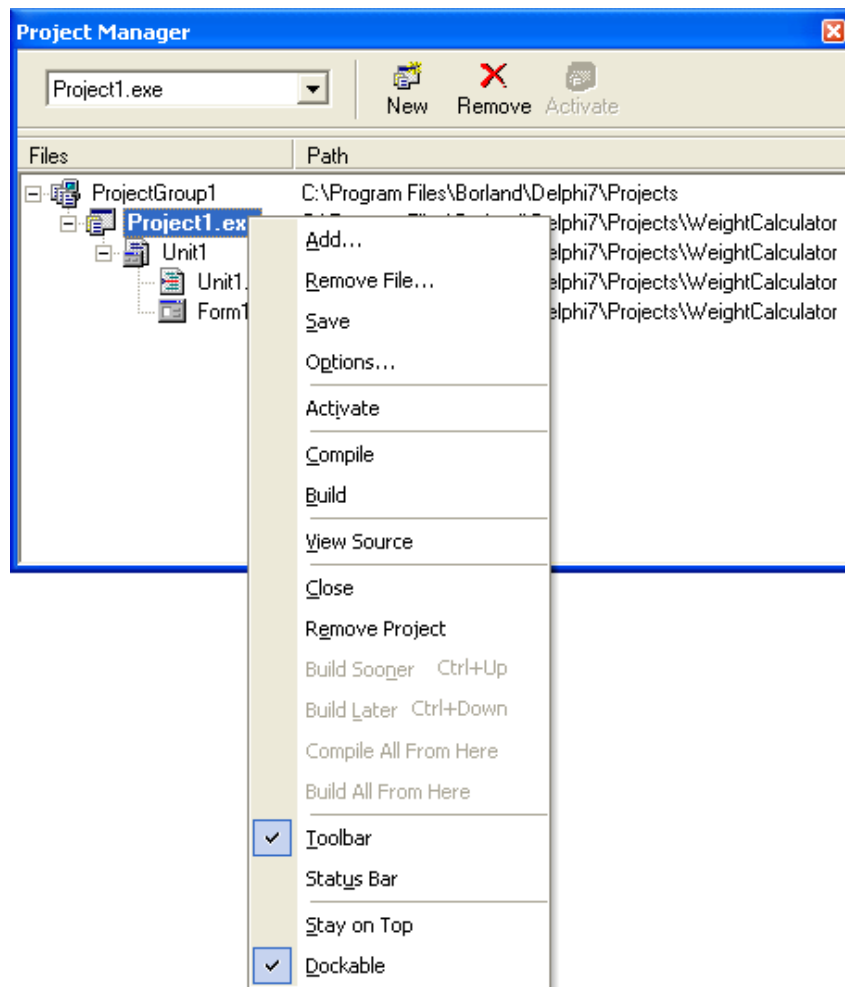 Project Manager
Project1.exe
New Remove Activate
Files Path
ProjectGroup1 C:\Program Files\Borland\Delphi7\Projects
Project1.ex elphi7\Projects\WeightCalculator
Unit1 elphi7\Projects\WeightCalculator
Unit1. elphi7\Projects\WeightCalculator
Form1 elphi7\Projects\WeightCalculator
Add...
Remove File...
Save
Options...
Activate
Compile
Build
View Source
Close
Remove Project
Build Sooner Ctrl+Up
Build Later Ctrl+Down
Compile All From Here
Build All From Here
Toolbar
Status Bar
Stay on Top
Dockable